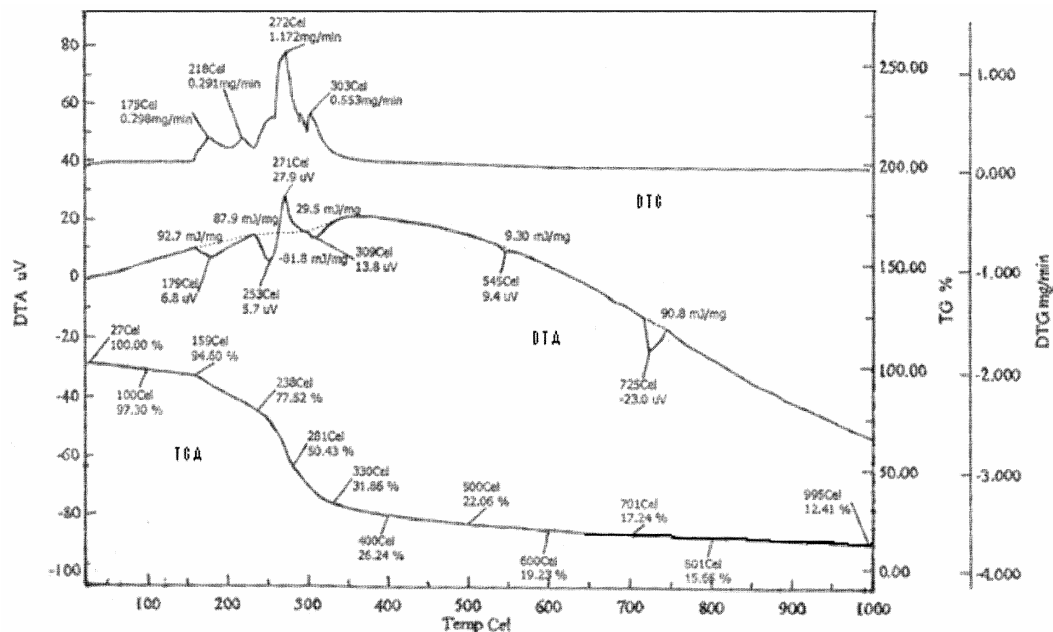 272Cel
1.172mg/min
218Cel
0.291mg/min
303Cel
0.553mg/min
175Cel
0.298mg/min
271Cel
27.9 uV
DTG
29.5 mJ/mg
87.9 mJ/mg
92.7 mJ/mg
9.30 mJ/mg
-81.8 mJ/mg
309Cel
13.8 uV
179Cel
6.8 uV
253Cel
5.7 uV
545Cel
9.4 uV
90.8 mJ/mg
DTA
725Cel
-23.0 uV
27Cel
100.00 %
159Cel
94.60 %
100Cel
97.30 %
238Cel
77.52 %
TGA
281Cel
50.43 %
330Cel
31.86 %
400Cel
26.24 %
500Cel
22.06 %
600Cel
19.23 %
701Cel
17.24 %
801Cel
995Cel
12.41 %
DTA uV
80
60
40
20
0
-20
-40
-60
-80
-100
100 200 300 400 500 600 700 800 900 1000
Temp Cel
TG %
250.00
200.00
150.00
100.00
50.00
0.00
DTG mg/min
1.000
0.000
-1.000
-2.000
-3.000
-4.000